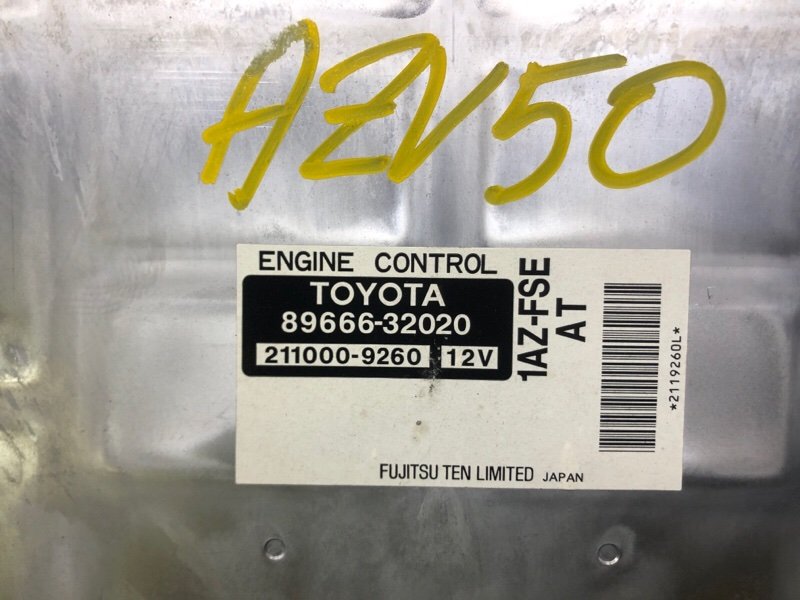 AZV50
ENGINE CONTROL
TOYOTA
89666-32020
211000-9260 12V
1AZ-FSE
AT
*2119260L*
FUJITSU TEN LIMITED JAPAN